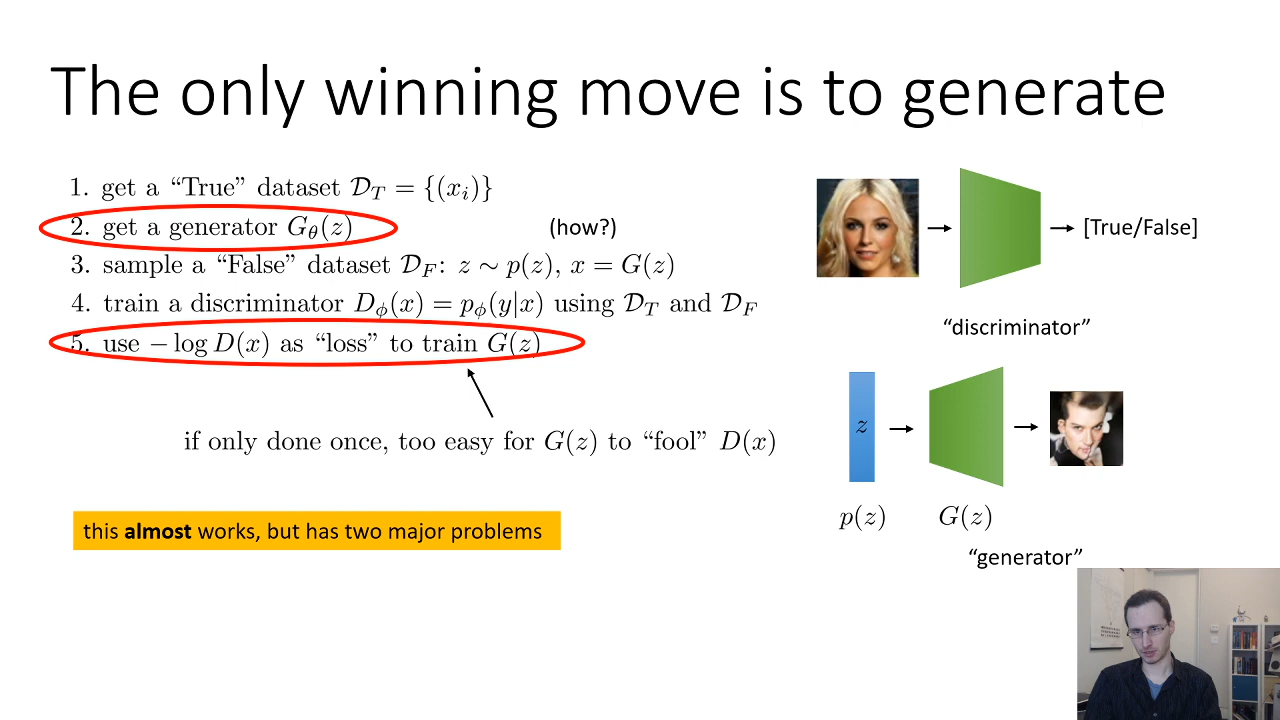 The only winning move is to generate
1. get a “True” dataset 𝒟_T = {(x_i)}
2. get a generator G_θ(z)
(how?)
3. sample a “False” dataset 𝒟_F: z ∼ p(z), x = G(z)
4. train a discriminator D_ϕ(x) = p_ϕ(y|x) using 𝒟_T and 𝒟_F
5. use − log D(x) as “loss” to train G(z)
if only done once, too easy for G(z) to “fool” D(x)
this almost works, but has two major problems
[True/False]
“discriminator”
z
p(z)
G(z)
“generator”